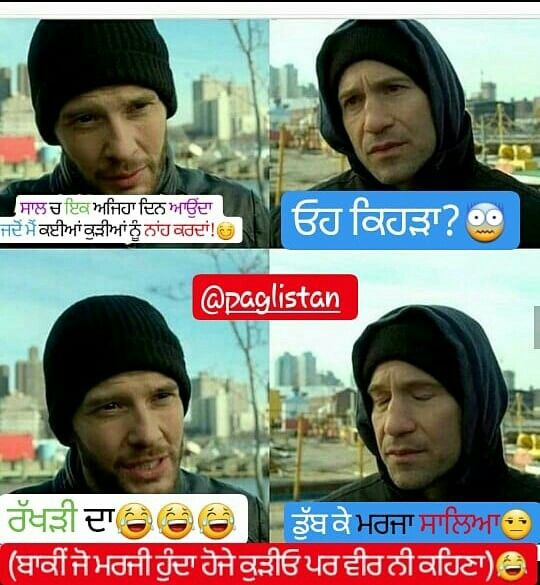 ਸਾਲ ਚ ਇਕ ਅਜਿਹਾ ਦਿਨ ਆਉਂਦਾ
ਜਦੋਂ ਮੈਂ ਕਈਆਂ ਕੁੜੀਆਂ ਨੂੰ ਨਾਂਹ ਕਰਦਾਂ!😏
ਓਹ ਕਿਹੜਾ?😨
@paglistan
ਰੱਖੜੀ ਦਾ😂😂😂
ਡੁੱਬ ਕੇ ਮਰਜਾ ਸਾਲਿਆ😒
(ਬਾਕੀਂ ਜੋ ਮਰਜੀ ਹੁੰਦਾ ਹੋਜੇ ਕੁੜੀਓ ਪਰ ਵੀਰ ਨੀ ਕਹਿਣਾ)😂